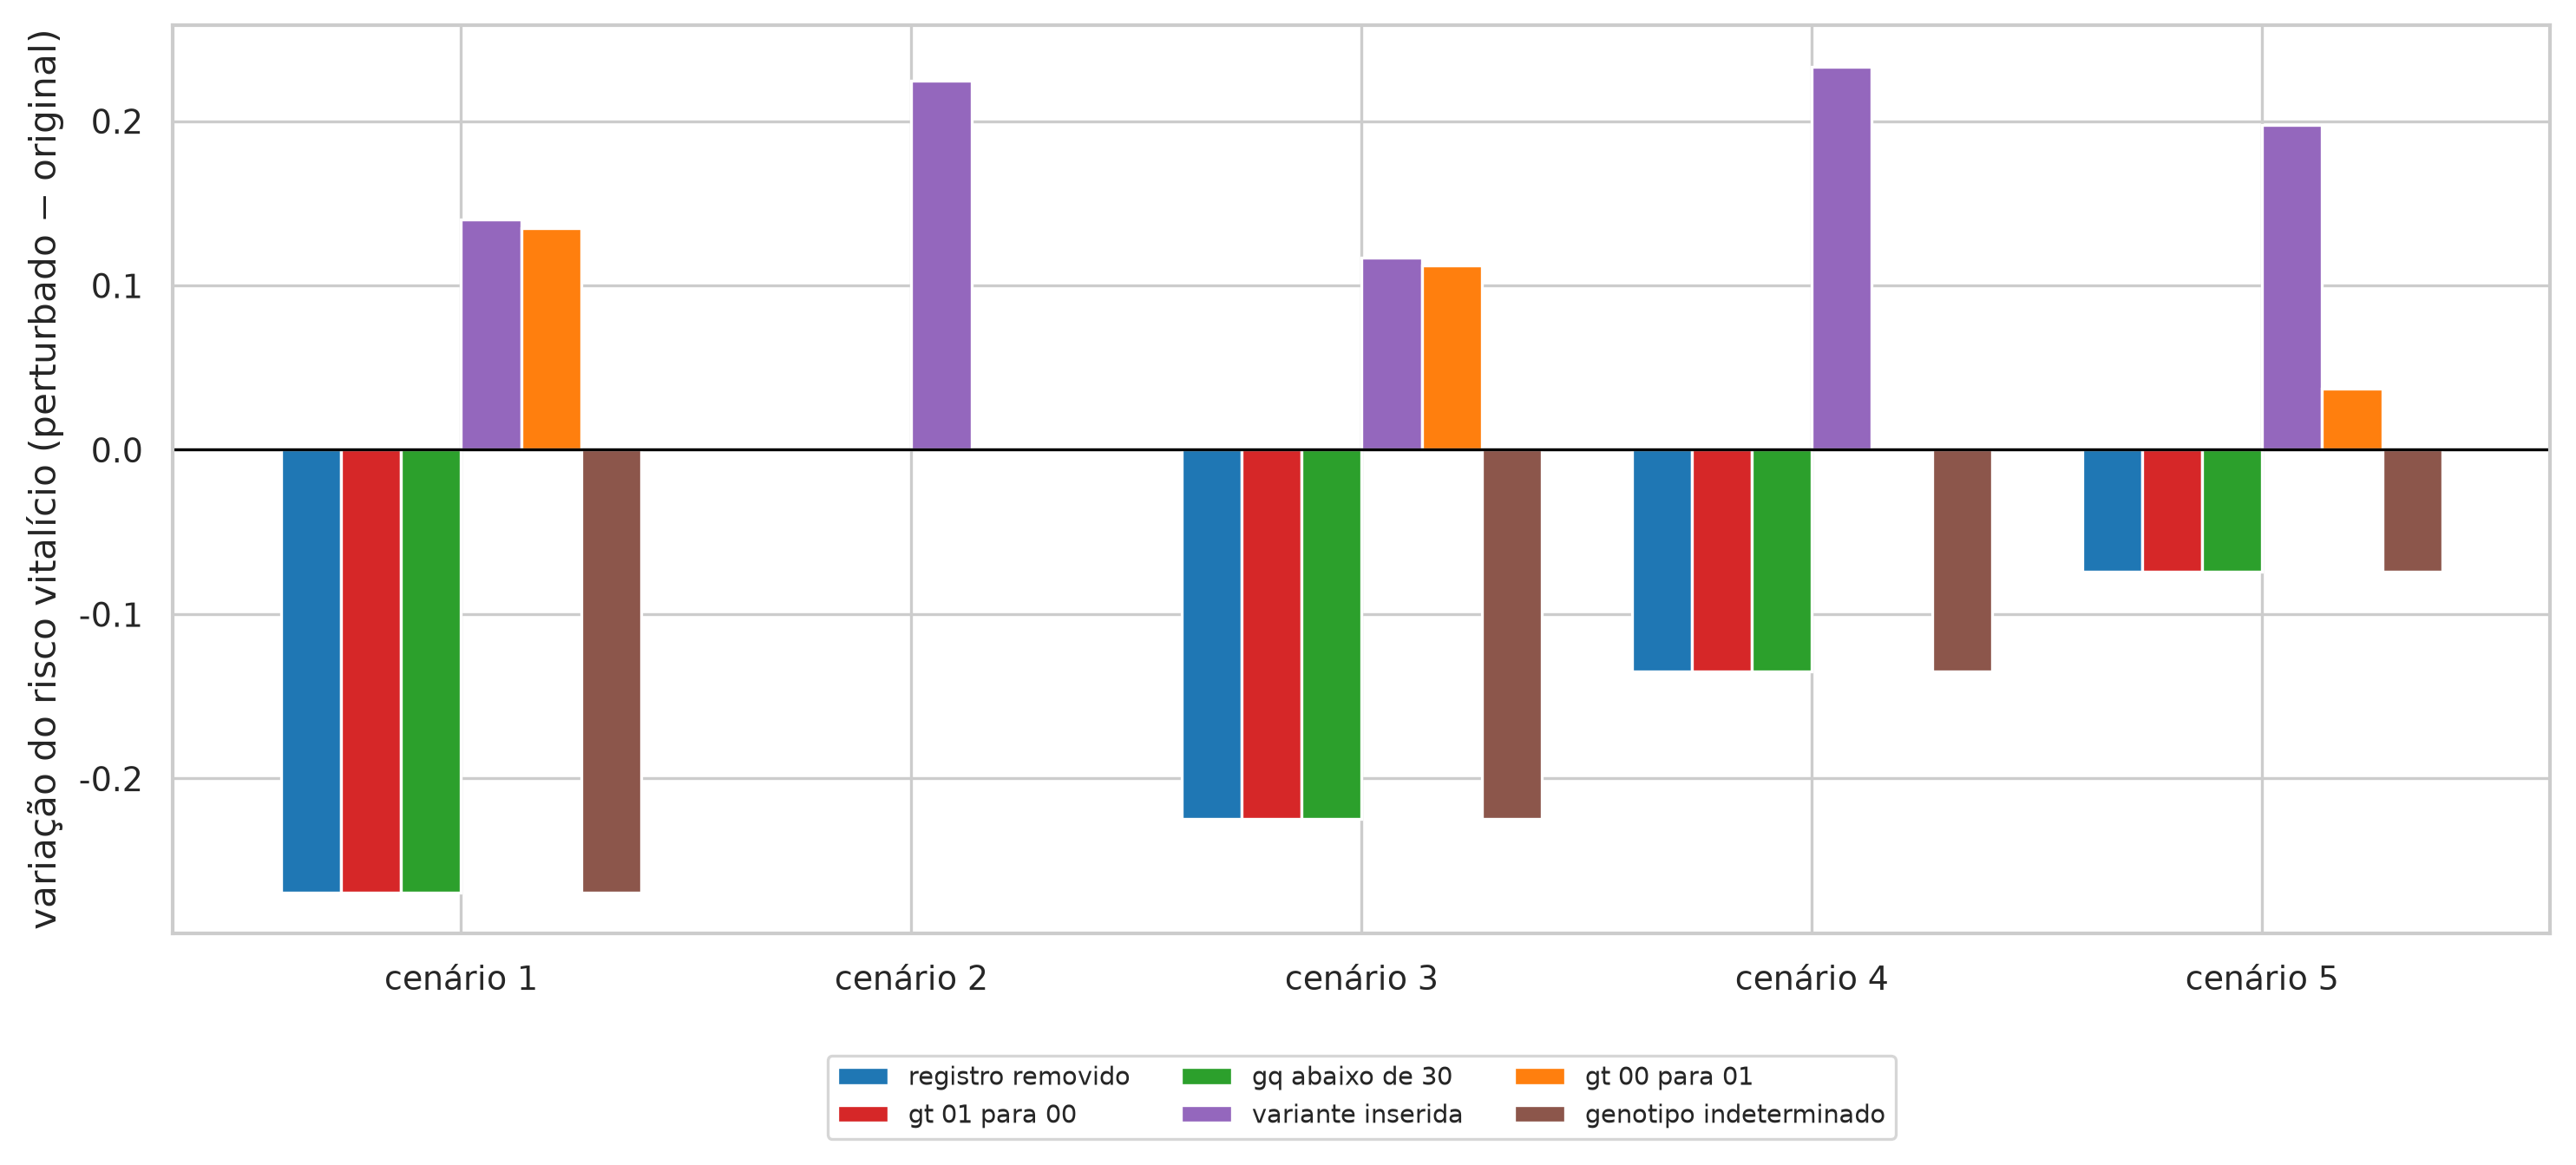 variação do risco vitalício (perturbado − original)
0.2
0.1
0.0
-0.1
-0.2
cenário 1
cenário 2
cenário 3
cenário 4
cenário 5
registro removido
gt 01 para 00
gq abaixo de 30
variante inserida
gt 00 para 01
genotipo indeterminado